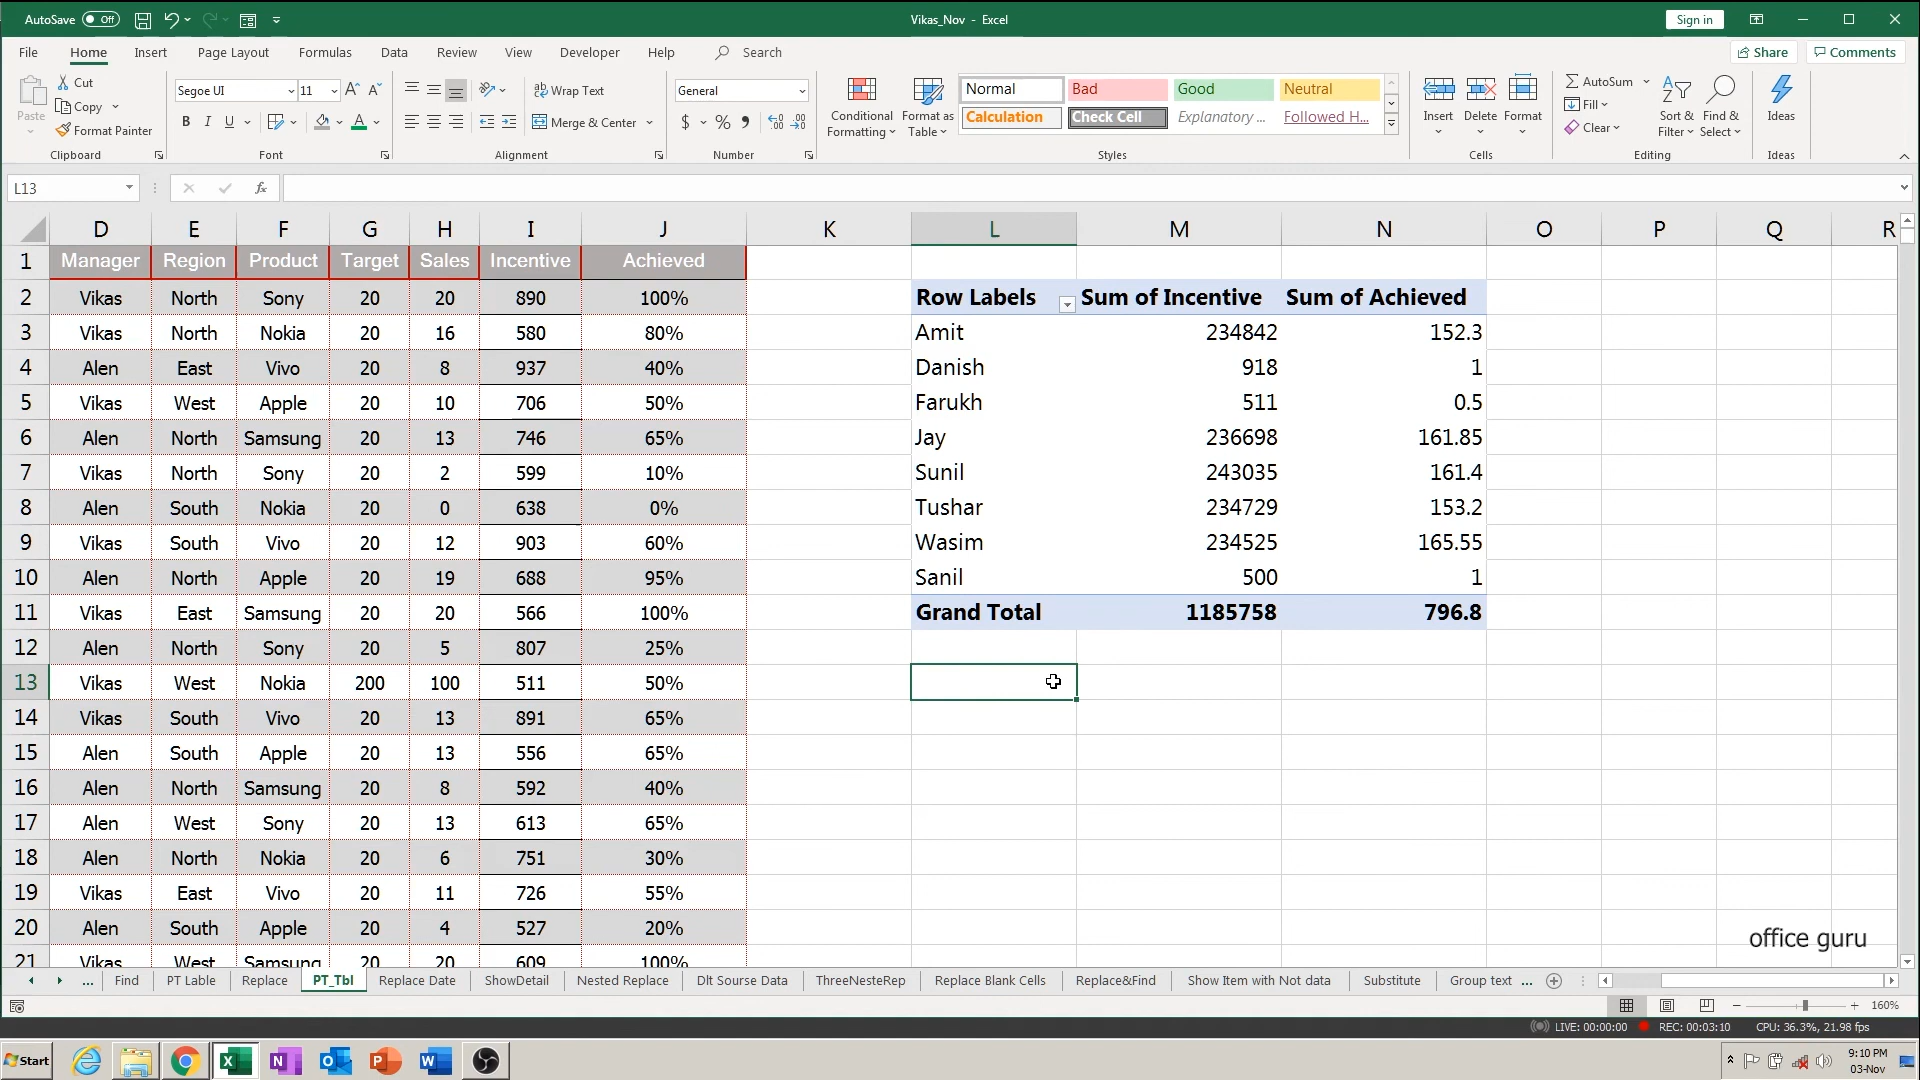 AutoSave Off
Vikas_Nov - Excel
Sign in
File Home Insert Page Layout Formulas Data Review View Developer Help Search
Share Comments
Paste
Cut
Copy
Format Painter
Clipboard
Segoe UI 11
B I U
Font
Wrap Text
Merge & Center
Alignment
General
$ % ,
Number
Conditional Formatting
Format as Table
Normal Bad Good Neutral
Calculation Check Cell Explanatory ... Followed H...
Styles
Insert Delete Format
Cells
AutoSum
Fill
Clear
Sort & Filter
Find & Select
Editing
Ideas
Ideas
L13 fx
D E F G H I J K L M N O P Q R
1 Manager Region Product Target Sales Incentive Achieved
2 Vikas North Sony 20 20 890 100% Row Labels Sum of Incentive Sum of Achieved
3 Vikas North Nokia 20 16 580 80% Amit 234842 152.3
4 Alen East Vivo 20 8 937 40% Danish 918 1
5 Vikas West Apple 20 10 706 50% Farukh 511 0.5
6 Alen North Samsung 20 13 746 65% Jay 236698 161.85
7 Vikas North Sony 20 2 599 10% Sunil 243035 161.4
8 Alen South Nokia 20 0 638 0% Tushar 234729 153.2
9 Vikas South Vivo 20 12 903 60% Wasim 234525 165.55
10 Alen North Apple 20 19 688 95% Sanil 500 1
11 Vikas East Samsung 20 20 566 100% Grand Total 1185758 796.8
12 Alen North Sony 20 5 807 25%
13 Vikas West Nokia 200 100 511 50%
14 Vikas South Vivo 20 13 891 65%
15 Alen South Apple 20 13 556 65%
16 Alen North Samsung 20 8 592 40%
17 Alen West Sony 20 13 613 65%
18 Alen North Nokia 20 6 751 30%
19 Vikas East Vivo 20 11 726 55%
20 Alen South Apple 20 4 527 20%
21 Vikas West Samsung 20 20 609 100%
office guru
... Find PT Lable Replace PT_Tbl Replace Date ShowDetail Nested Replace Dlt Sourse Data ThreeNesteRep Replace Blank Cells Replace&Find Show Item with Not data Substitute Group text ...
160%
LIVE: 00:00:00 REC: 00:03:10 CPU: 36.3%, 21.98 fps
Start
9:10 PM
03-Nov